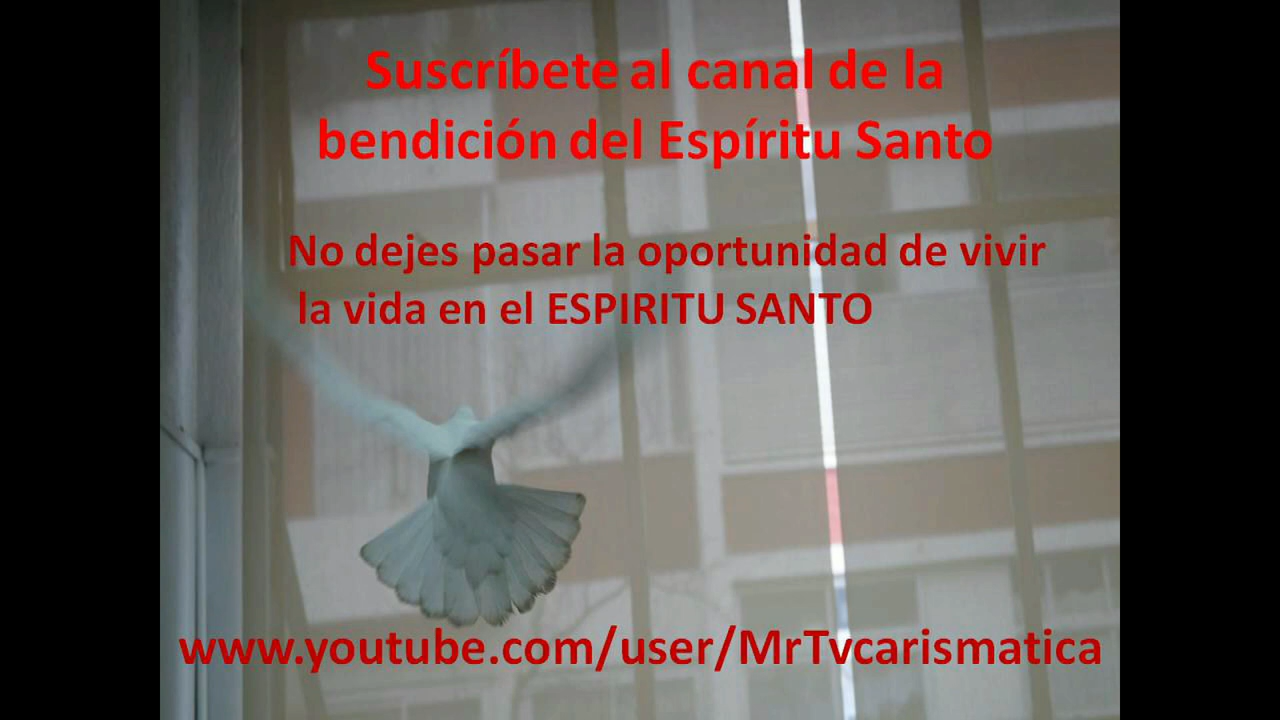 Suscríbete al canal de la
bendición del Espíritu Santo
No dejes pasar la oportunidad de vivir
la vida en el ESPIRITU SANTO
www.youtube.com/user/MrTvcarismatica